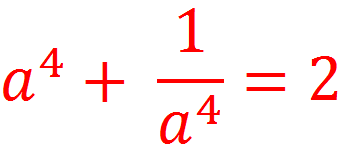 a⁴ + 1/a⁴ = 2